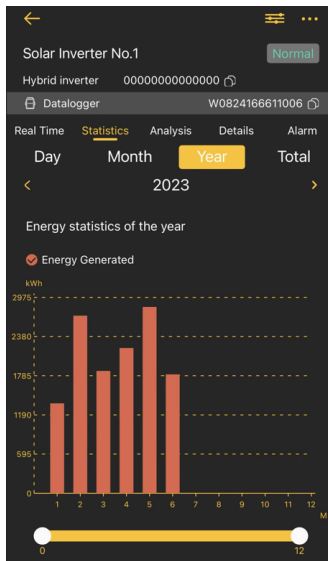 Solar Inverter No.1 Normal
Hybrid inverter 00000000000000
Datalogger W0824166611006
Real Time Statistics Analysis Details Alarm
Day Month Year Total
< 2023 >
Energy statistics of the year
Energy Generated
kWh
2975
2380
1785
1190
595
0
1 2 3 4 5 6 7 8 9 10 11 12
M
0 12